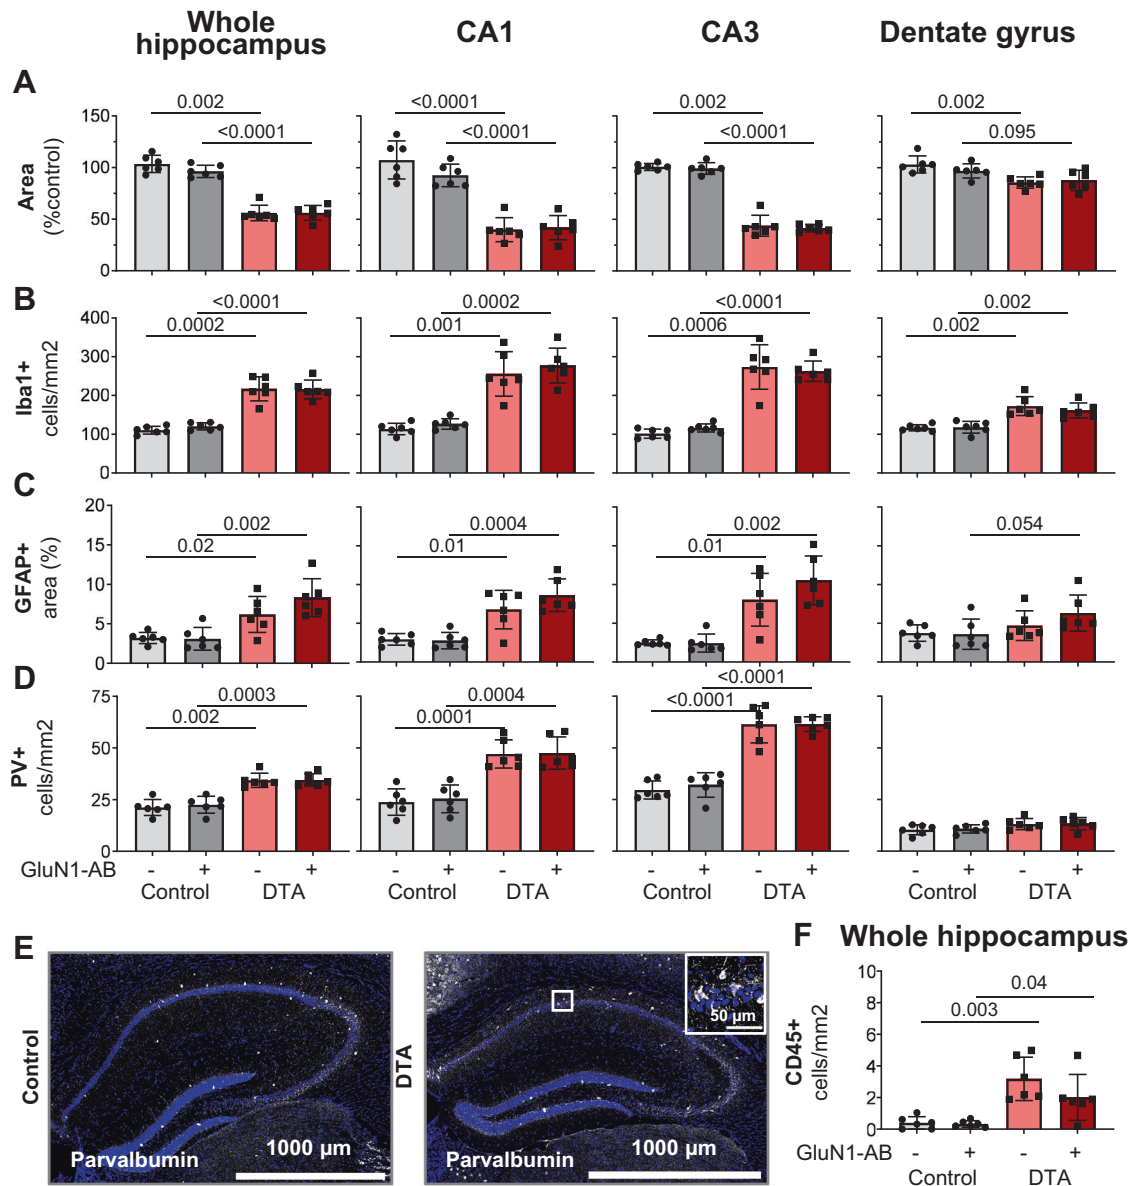 Whole hippocampus
CA1
CA3
Dentate gyrus
A
Area
(%control)
150
100
50
0
0.002
<0.0001
<0.0001
<0.0001
0.002
<0.0001
0.002
0.095
B
Iba1+
cells/mm2
400
300
200
100
0
<0.0001
0.0002
0.0002
0.001
<0.0001
0.0006
0.002
0.002
C
GFAP+
area (%)
20
15
10
5
0
0.002
0.02
0.0004
0.01
0.002
0.01
0.054
D
PV+
cells/mm2
75
50
25
0
0.0003
0.002
0.0004
0.0001
<0.0001
<0.0001
GluN1-AB - + - + - + - + - + - + - + - +
Control DTA Control DTA Control DTA Control DTA
E
Control
Parvalbumin
1000 µm
DTA
50 µm
Parvalbumin
1000 µm
F Whole hippocampus
CD45+
cells/mm2
10
8
6
4
2
0
0.04
0.003
GluN1-AB - + - +
Control DTA